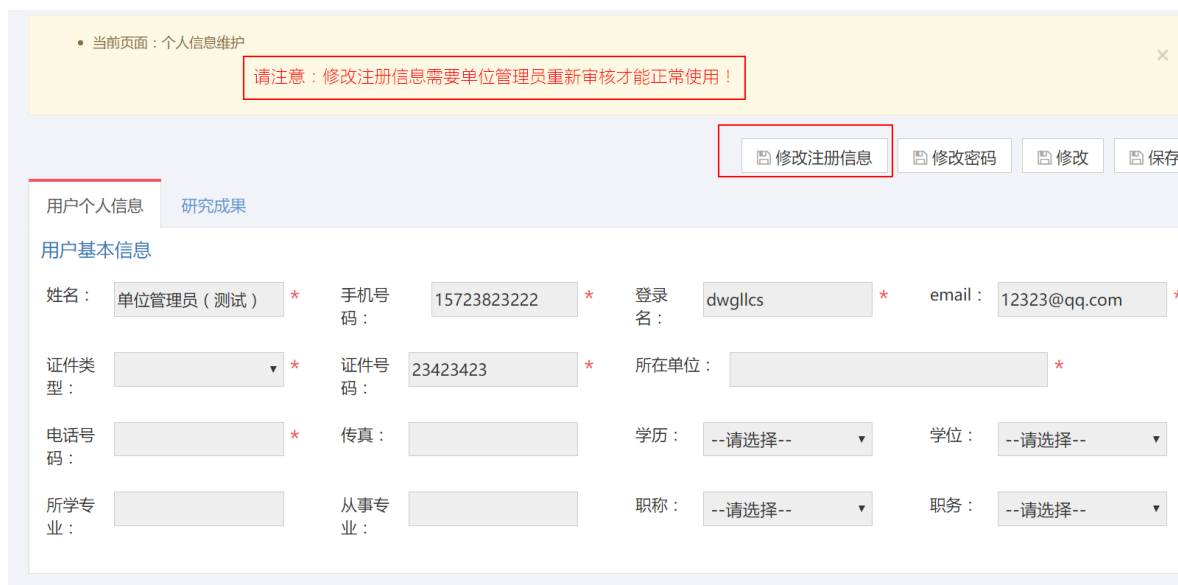 当前页面：个人信息维护
请注意：修改注册信息需要单位管理员重新审核才能正常使用！
修改注册信息 修改密码 修改 保存
用户个人信息 研究成果
用户基本信息
姓名： 单位管理员（测试） * 手机号码： 15723823222 * 登录名： dwgllcs * email： 12323@qq.com *
证件类型： * 证件号码： 23423423 * 所在单位： *
电话号码： * 传真： 学历： --请选择-- 学位： --请选择--
所学专业： 从事专业： 职称： --请选择-- 职务： --请选择--